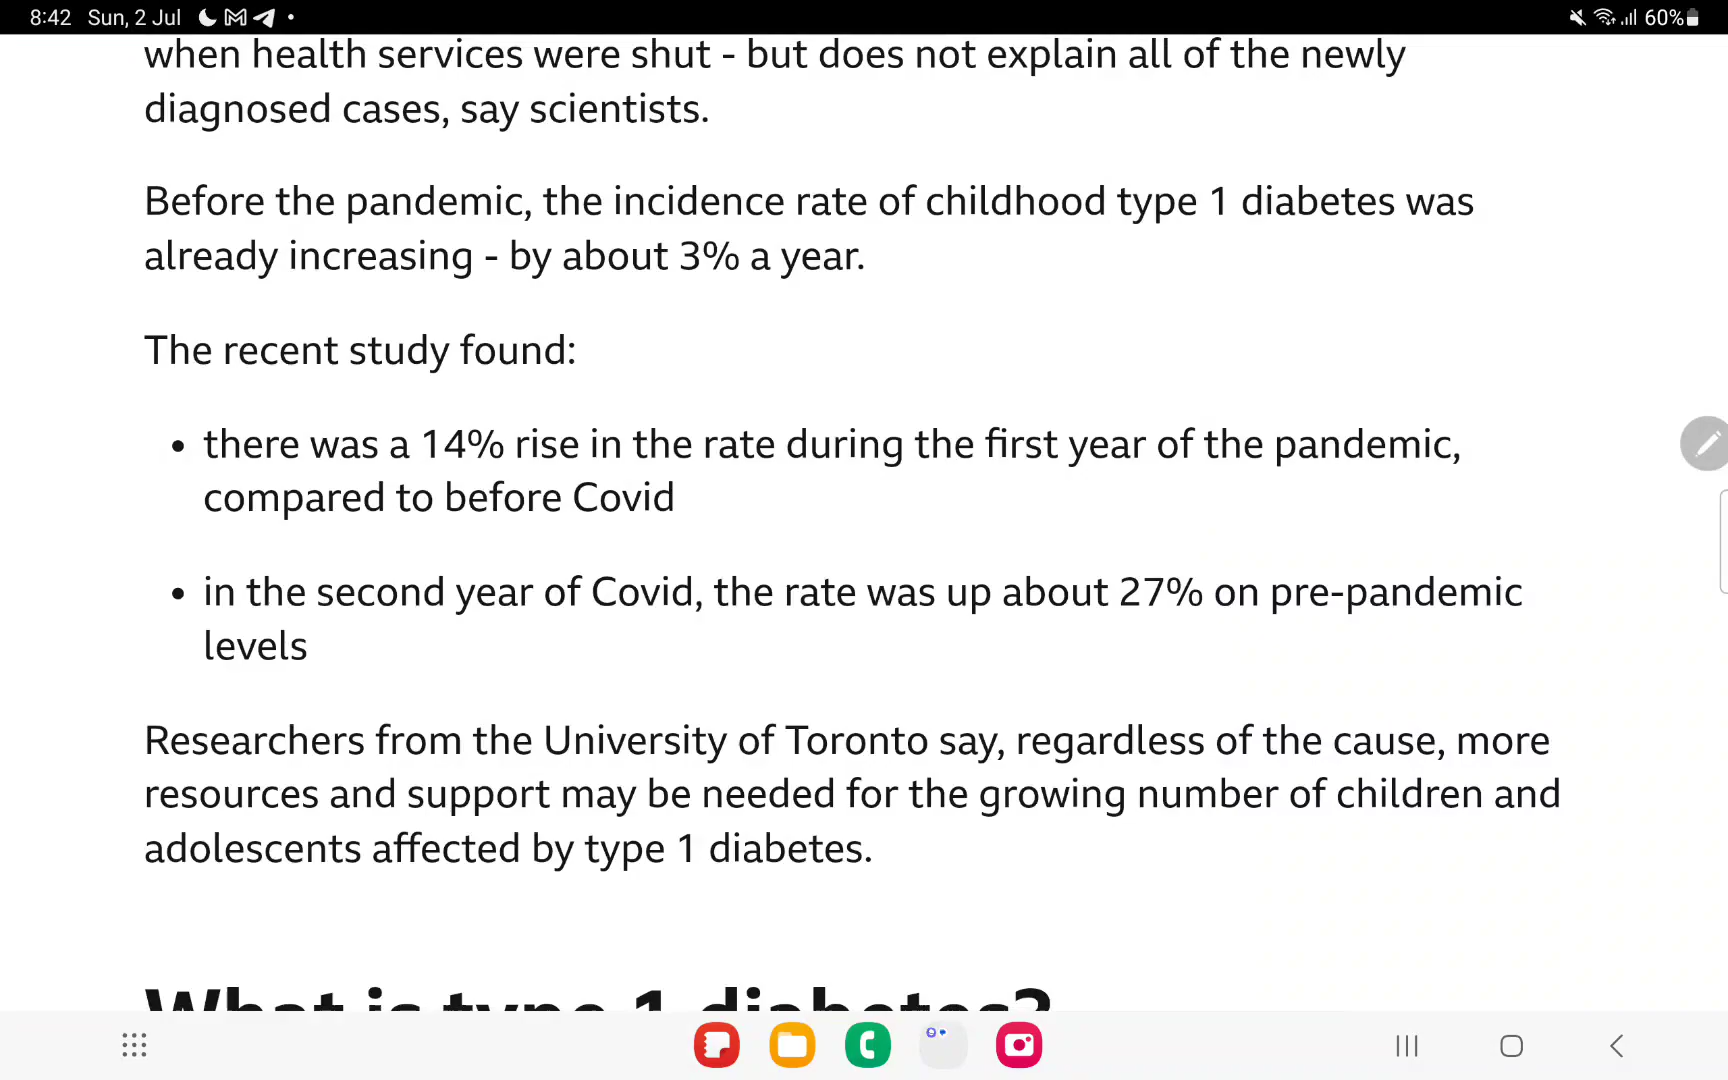 8:42 Sun, 2 Jul 60%
when health services were shut - but does not explain all of the newly
diagnosed cases, say scientists.
Before the pandemic, the incidence rate of childhood type 1 diabetes was
already increasing - by about 3% a year.
The recent study found:
• there was a 14% rise in the rate during the first year of the pandemic,
compared to before Covid
• in the second year of Covid, the rate was up about 27% on pre-pandemic
levels
Researchers from the University of Toronto say, regardless of the cause, more
resources and support may be needed for the growing number of children and
adolescents affected by type 1 diabetes.
What is type 1 diabetes?